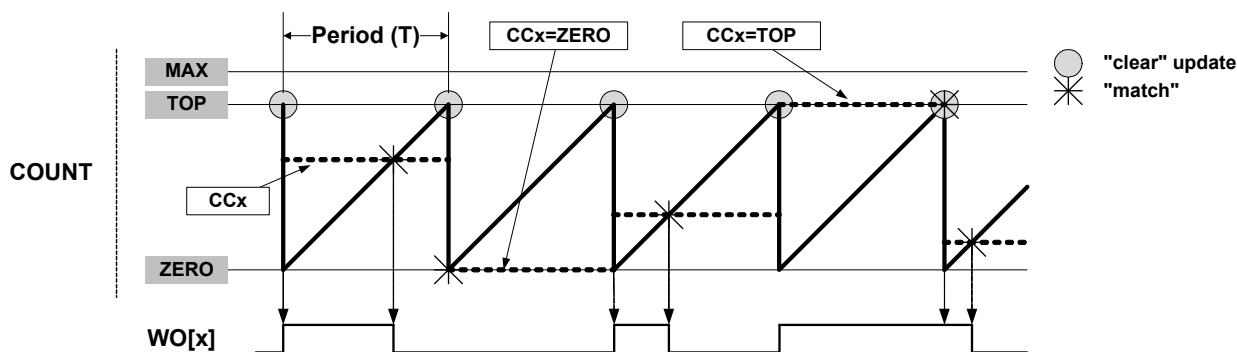 Period (T)
CCx=ZERO
CCx=TOP
"clear" update
"match"
MAX
TOP
COUNT
CCx
ZERO
WO[x]